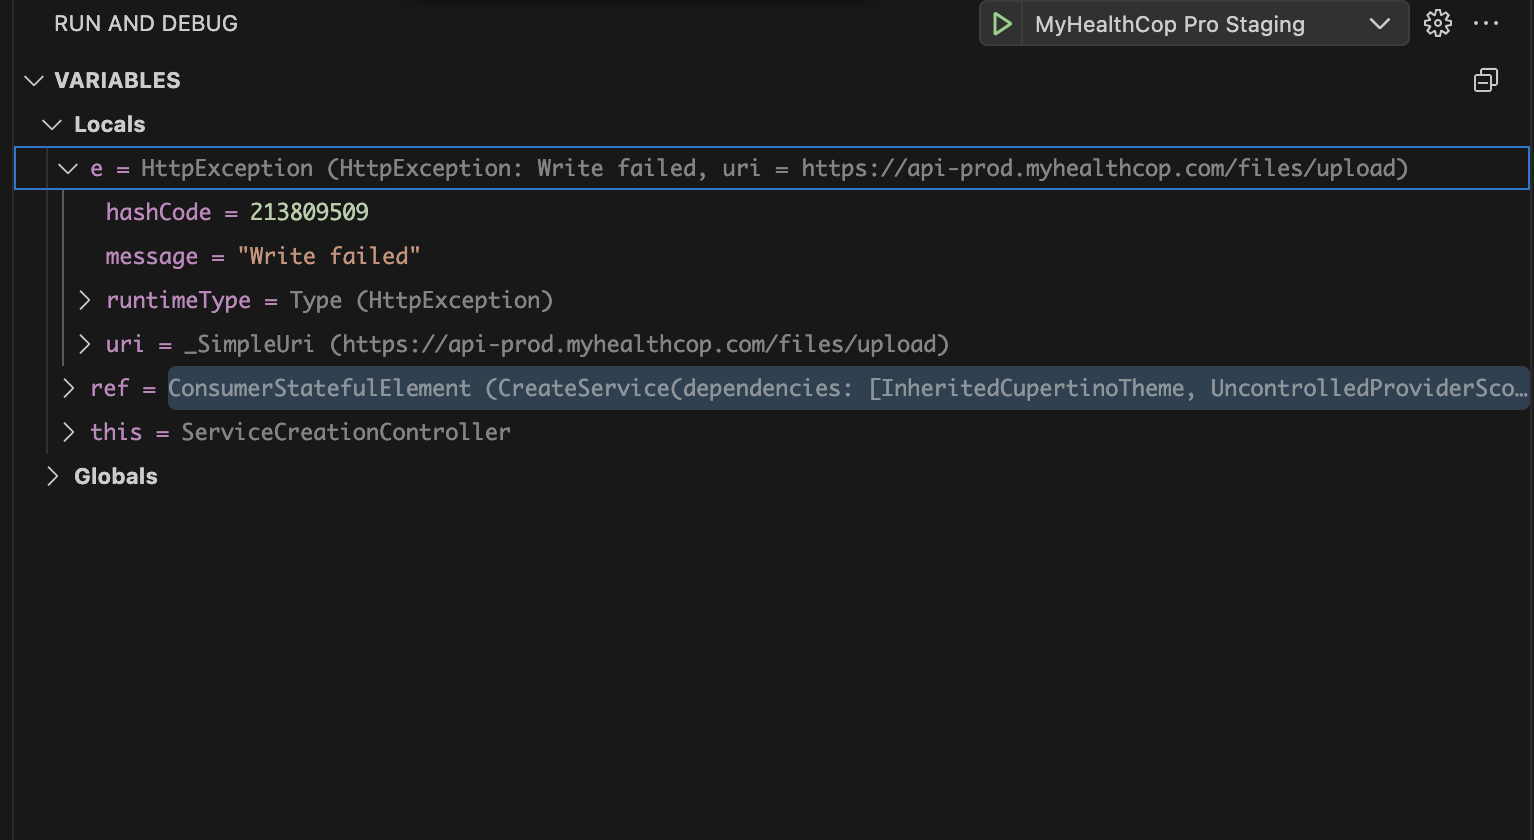 RUN AND DEBUG
MyHealthCop Pro Staging
VARIABLES
Locals
e = HttpException (HttpException: Write failed, uri = https://api-prod.myhealthcop.com/files/upload)
hashCode = 213809509
message = "Write failed"
runtimeType = Type (HttpException)
uri = _SimpleUri (https://api-prod.myhealthcop.com/files/upload)
ref = ConsumerStatefulElement (CreateService(dependencies: [InheritedCupertinoTheme, UncontrolledProviderSco…
this = ServiceCreationController
Globals